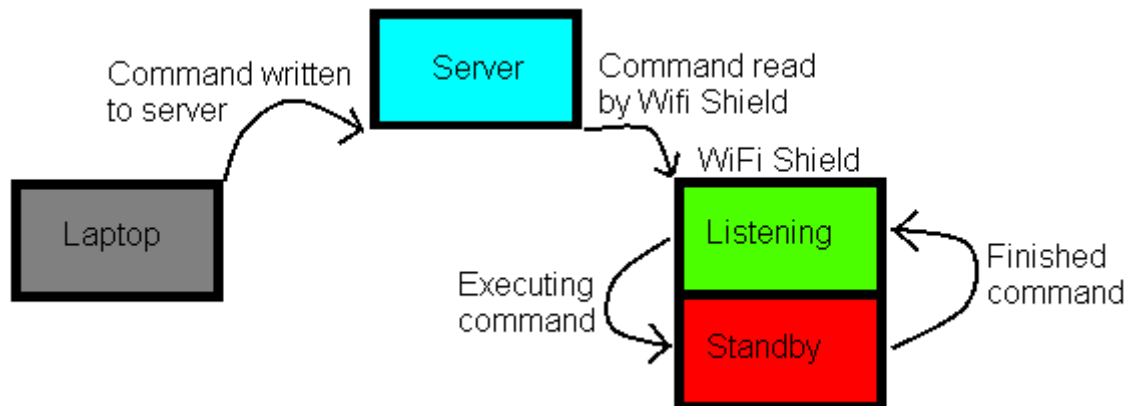 Server
Command written
to server
Command read
by Wifi Shield
WiFi Shield
Laptop
Listening
Executing
command
Finished
command
Standby